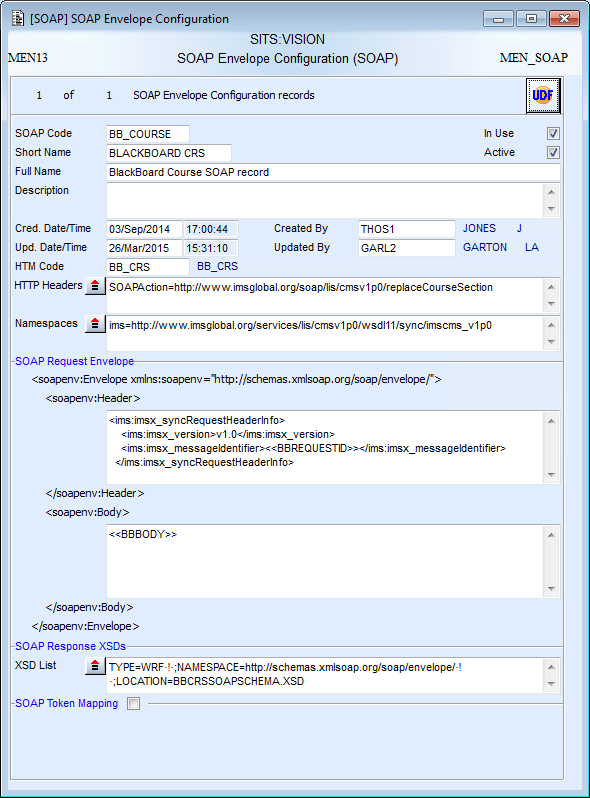 [SOAP] SOAP Envelope Configuration
SITS:VISION
MEN13 SOAP Envelope Configuration (SOAP) MEN_SOAP
1 of 1 SOAP Envelope Configuration records UDF
SOAP Code BB_COURSE In Use
Short Name BLACKBOARD CRS Active
Full Name BlackBoard Course SOAP record
Description
Cred. Date/Time 03/Sep/2014 17:00:44 Created By THOS1 JONES J
Upd. Date/Time 26/Mar/2015 15:31:10 Updated By GARL2 GARTON LA
HTM Code BB_CRS BB_CRS
HTTP Headers SOAPAction=http://www.imsglobal.org/soap/lis/cmsv1p0/replaceCourseSection
Namespaces ims=http://www.imsglobal.org/services/lis/cmsv1p0/wsdl11/sync/imscms_v1p0
SOAP Request Envelope
<soapenv:Envelope xmlns:soapenv="http://schemas.xmlsoap.org/soap/envelope/">
<soapenv:Header>
<ims:imsx_syncRequestHeaderInfo>
<ims:imsx_version>v1.0</ims:imsx_version>
<ims:imsx_messageIdentifier><<BBREQUESTID>></ims:imsx_messageIdentifier>
</ims:imsx_syncRequestHeaderInfo>
</soapenv:Header>
<soapenv:Body>
<<BBBODY>>
</soapenv:Body>
</soapenv:Envelope>
SOAP Response XSDs
XSD List TYPE=WRF·!·;NAMESPACE=http://schemas.xmlsoap.org/soap/envelope/·!
·;LOCATION=BBCRSSOAPSCHEMA.XSD
SOAP Token Mapping